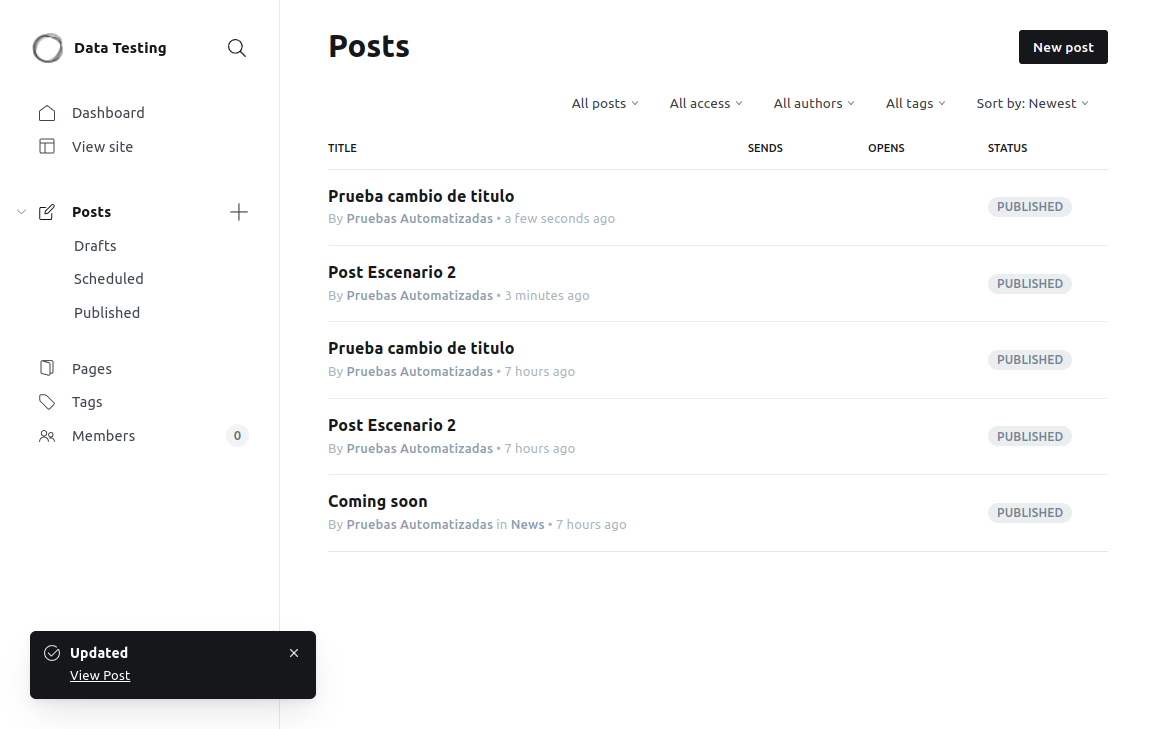 Data Testing
Dashboard
View site
Posts
Drafts
Scheduled
Published
Pages
Tags
Members 0
Posts
New post
All posts All access All authors All tags Sort by: Newest
TITLE SENDS OPENS STATUS
Prueba cambio de titulo
By Pruebas Automatizadas • a few seconds ago
PUBLISHED
Post Escenario 2
By Pruebas Automatizadas • 3 minutes ago
PUBLISHED
Prueba cambio de titulo
By Pruebas Automatizadas • 7 hours ago
PUBLISHED
Post Escenario 2
By Pruebas Automatizadas • 7 hours ago
PUBLISHED
Coming soon
By Pruebas Automatizadas in News • 7 hours ago
PUBLISHED
Updated
View Post